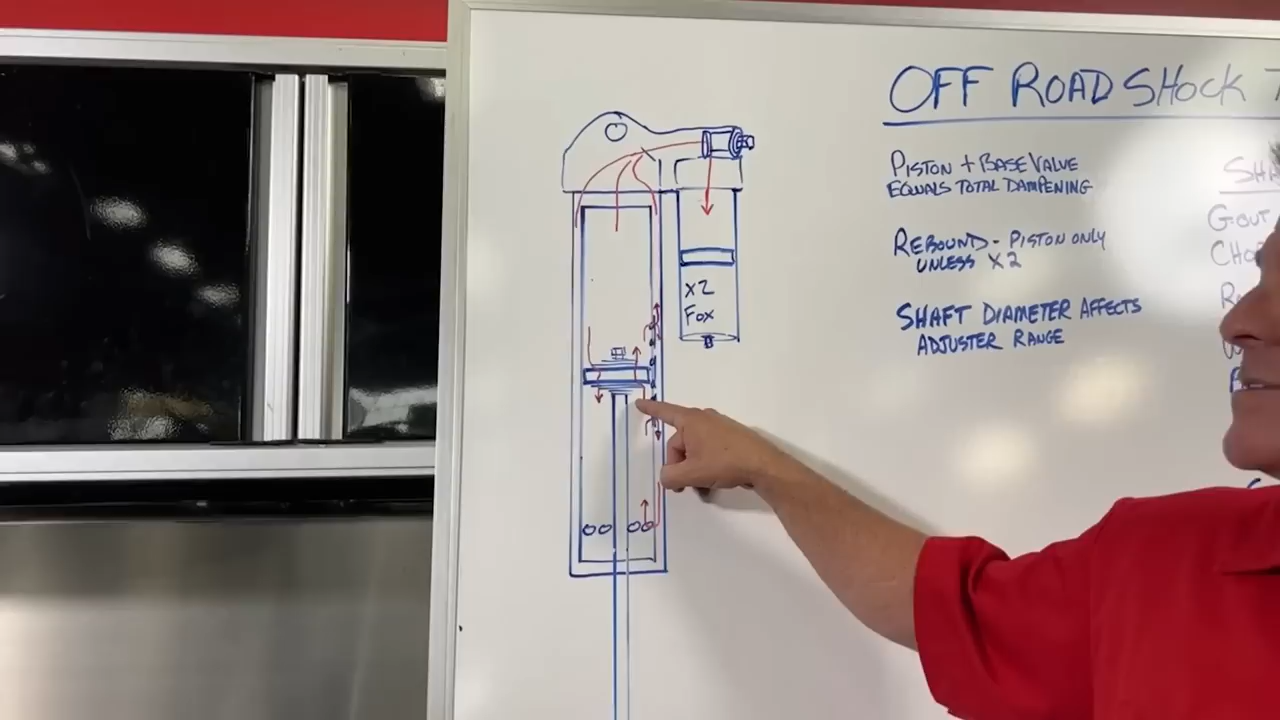 OFF ROAD SHOCK
PISTON + BASE VALVE
EQUALS TOTAL DAMPENING
REBOUND - PISTON ONLY
UNLESS X2
SHAFT DIAMETER AFFECTS
ADJUSTER RANGE
X2
FOX
G-OUT